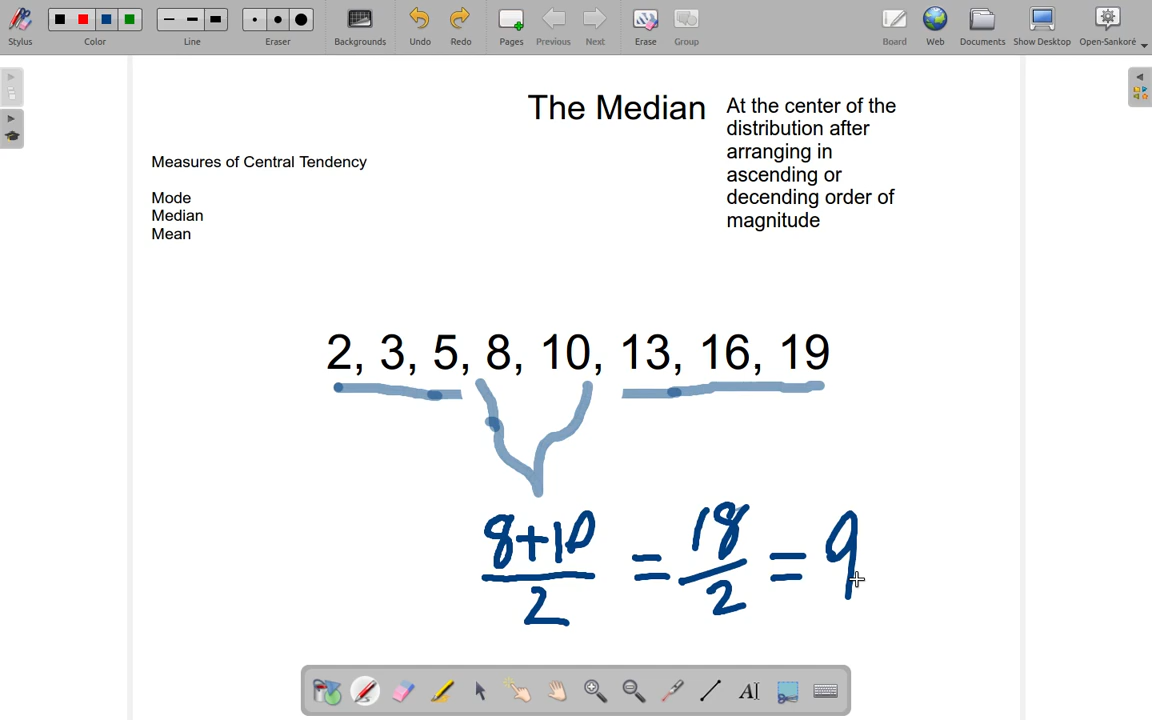 Stylus
Color
Line
Eraser
Backgrounds
Undo
Redo
Pages
Previous
Next
Erase
Group
Board
Web
Documents
Show Desktop
Open-Sankoré
The Median
At the center of the
distribution after
arranging in
ascending or
decending order of
magnitude
Measures of Central Tendency
Mode
Median
Mean
2, 3, 5, 8, 10, 13, 16, 19
8+10 = 18 = 9
2 2
AI